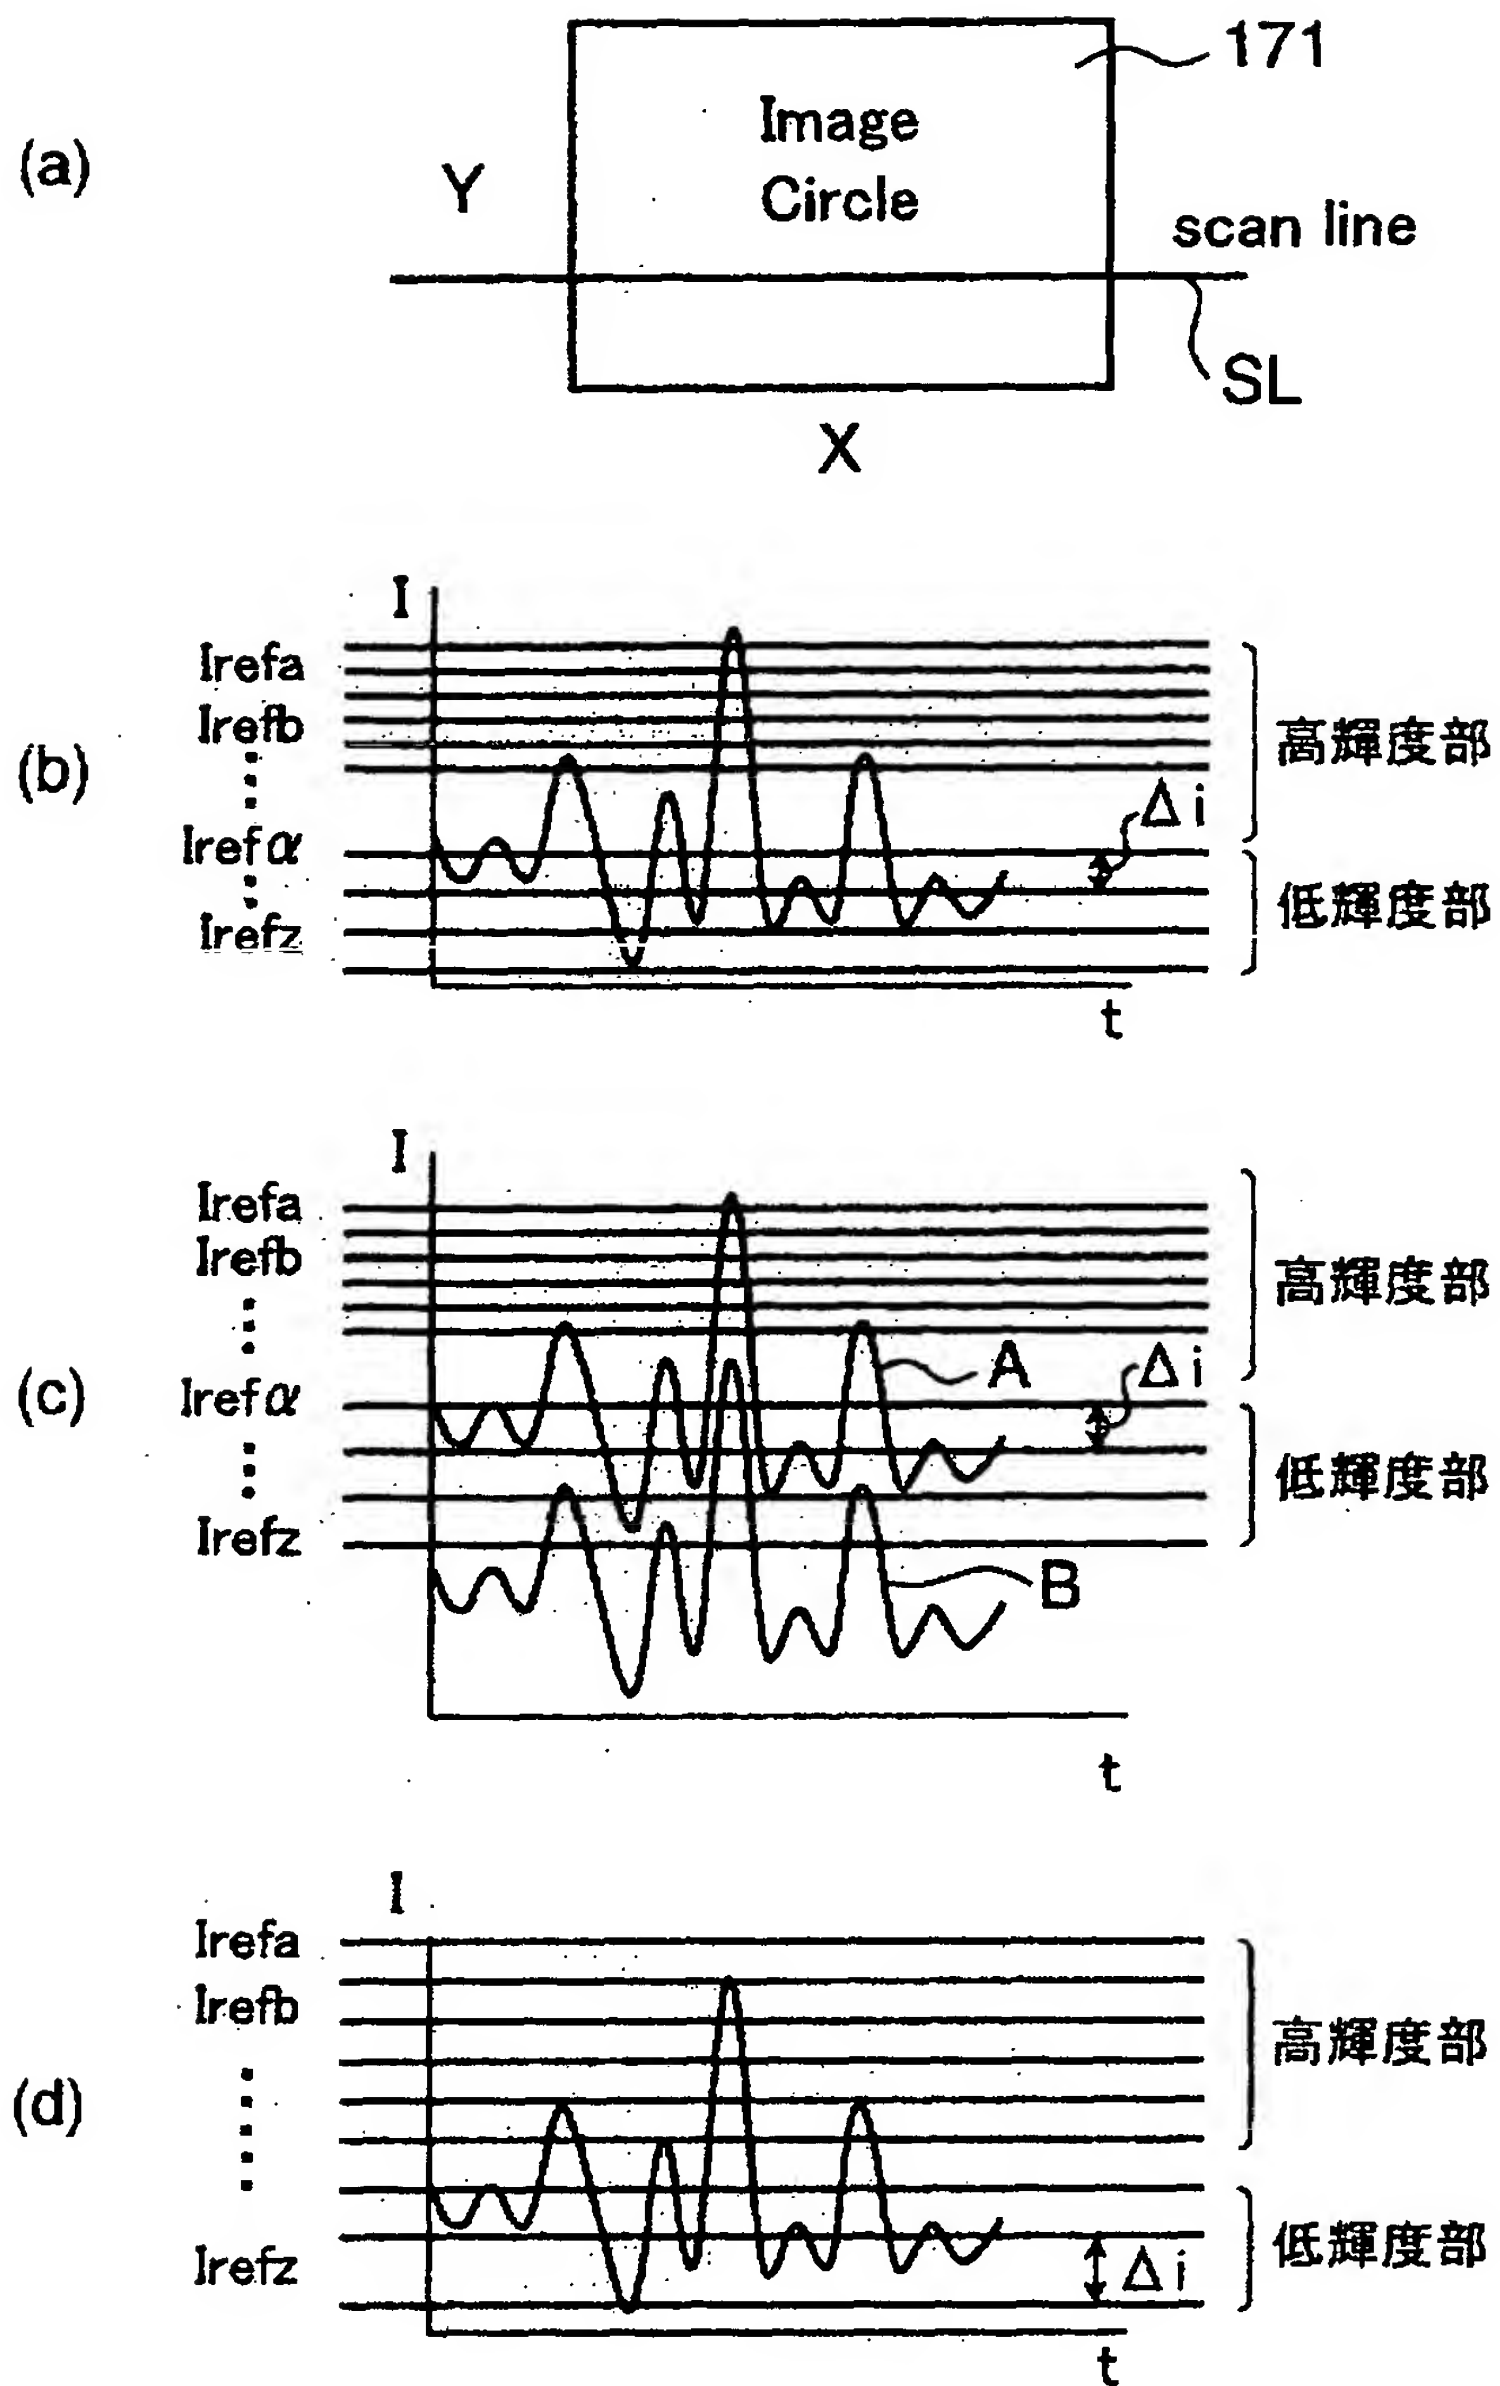 (a)
171
Image
Circle
Y
scan line
SL
X
(b)
I
Irefa
Irefb
Irefα
Irefz
高輝度部
Δi
低輝度部
t
(c)
I
Irefa
Irefb
Irefα
Irefz
A
Δi
B
高輝度部
低輝度部
t
(d)
I
Irefa
Irefb
Irefz
高輝度部
低輝度部
Δi
t